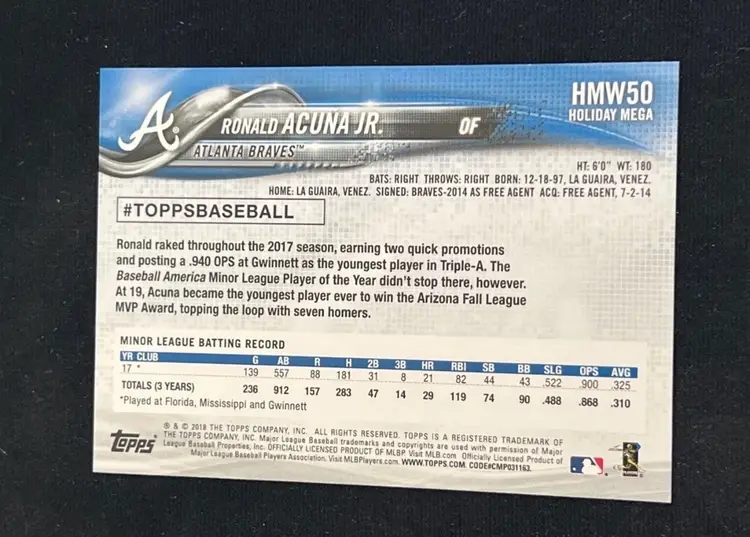 A
RONALD ACUNA JR. OF
ATLANTA BRAVES™
HMW50
HOLIDAY MEGA
HT: 6'0" WT: 180
BATS: RIGHT THROWS: RIGHT BORN: 12-18-97, LA GUAIRA, VENEZ.
HOME: LA GUAIRA, VENEZ. SIGNED: BRAVES-2014 AS FREE AGENT ACQ: FREE AGENT, 7-2-14
#TOPPSBASEBALL
Ronald raked throughout the 2017 season, earning two quick promotions
and posting a .940 OPS at Gwinnett as the youngest player in Triple-A. The
Baseball America Minor League Player of the Year didn't stop there, however.
At 19, Acuna became the youngest player ever to win the Arizona Fall League
MVP Award, topping the loop with seven homers.
MINOR LEAGUE BATTING RECORD
YR CLUB G AB R H 2B 3B HR RBI SB BB SLG OPS AVG
17 * 139 557 88 181 31 8 21 82 44 43 .522 .900 .325
TOTALS (3 YEARS) 236 912 157 283 47 14 29 119 74 90 .488 .868 .310
*Played at Florida, Mississippi and Gwinnett
Topps
® & © 2018 THE TOPPS COMPANY, INC. ALL RIGHTS RESERVED. TOPPS IS A REGISTERED TRADEMARK OF
THE TOPPS COMPANY, INC. Major League Baseball trademarks and copyrights are used with permission of Major
League Baseball Properties, Inc. OFFICIALLY LICENSED PRODUCT OF MLBP Visit MLB.com Officially Licensed Product of
Major League Baseball Players Association. Visit MLBPlayers.com. WWW.TOPPS.COM. CODE#CMP031163.